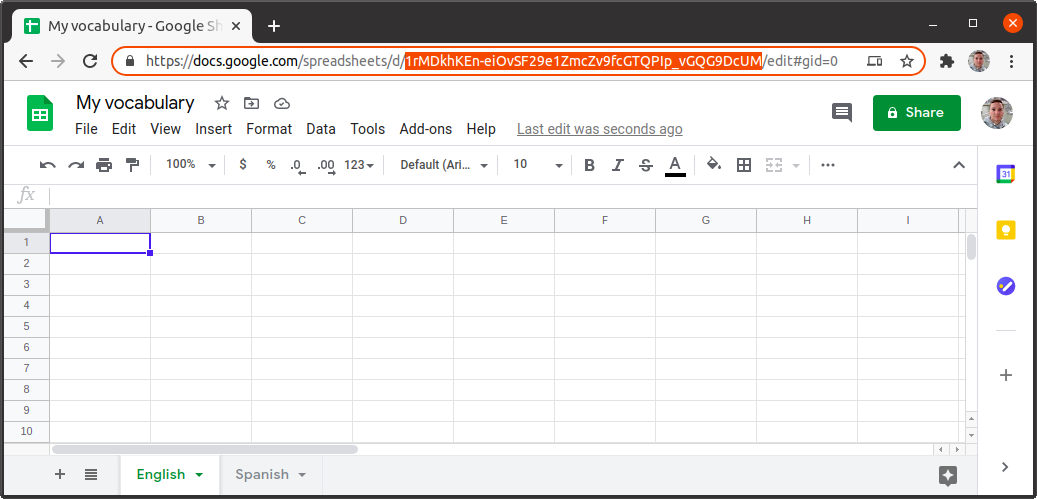 My vocabulary - Google Sh
https://docs.google.com/spreadsheets/d/1rMDkhKEn-eiOvSF29e1ZmcZv9fcGTQPIp_vGQG9DcUM/edit#gid=0
My vocabulary
File Edit View Insert Format Data Tools Add-ons Help Last edit was seconds ago
Share
100% $ % .0 .00 123 Default (Ari... 10 B I S A
31
fx
A B C D E F G H I
1
2
3
4
5
6
7
8
9
10
English Spanish